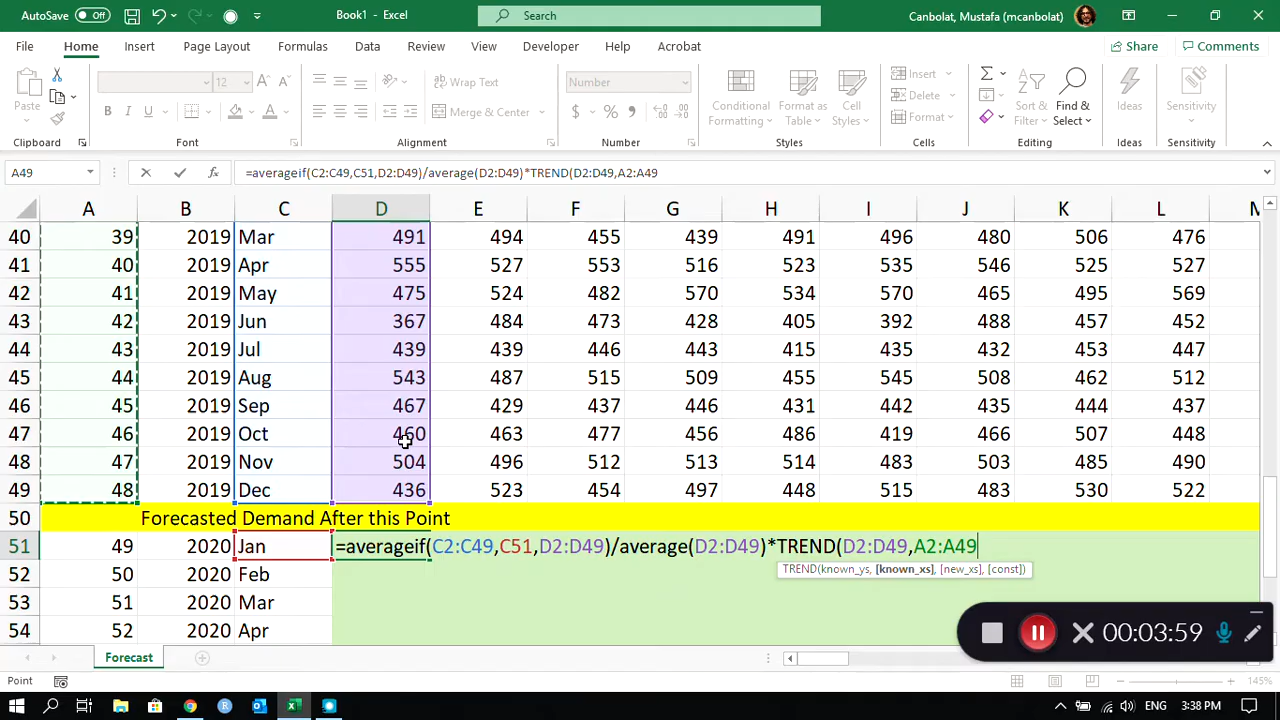 AutoSave Off Book1 - Excel Search Canbolat, Mustafa (mcanbolat)
File Home Insert Page Layout Formulas Data Review View Developer Help Acrobat Share Comments
Paste 12 Wrap Text Number Insert Sort & Find & Ideas Sensitivity
B I U Merge & Center $ % Conditional Formatting Format as Table Cell Styles Delete Format Filter Select
Clipboard Font Alignment Number Styles Cells Editing Ideas Sensitivity
A49 fx =averageif(C2:C49,C51,D2:D49)/average(D2:D49)*TREND(D2:D49,A2:A49
A B C D E F G H I J K L M
40 39 2019 Mar 491 494 455 439 491 496 480 506 476
41 40 2019 Apr 555 527 553 516 523 535 546 525 527
42 41 2019 May 475 524 482 570 534 570 465 495 569
43 42 2019 Jun 367 484 473 428 405 392 488 457 452
44 43 2019 Jul 439 439 446 443 415 435 432 453 447
45 44 2019 Aug 543 487 515 509 455 545 508 462 512
46 45 2019 Sep 467 429 437 446 431 442 435 444 437
47 46 2019 Oct 460 463 477 456 486 419 466 507 448
48 47 2019 Nov 504 496 512 513 514 483 503 485 490
49 48 2019 Dec 436 523 454 497 448 515 483 530 522
50 Forecasted Demand After this Point
51 49 2020 Jan =averageif(C2:C49,C51,D2:D49)/average(D2:D49)*TREND(D2:D49,A2:A49
TREND(known_ys, [known_xs], [new_xs], [const])
52 50 2020 Feb
53 51 2020 Mar
54 52 2020 Apr
00:03:59
Forecast
Point 145%
ENG 3:38 PM